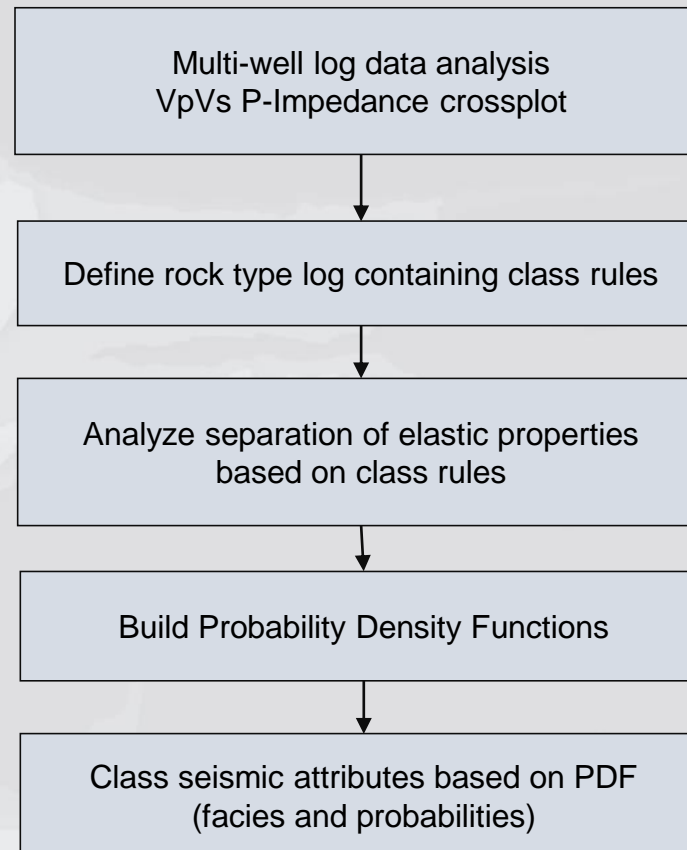 Multi-well log data analysis
VpVs P-Impedance crossplot
Define rock type log containing class rules
Analyze separation of elastic properties
based on class rules
Build Probability Density Functions
Class seismic attributes based on PDF
(facies and probabilities)